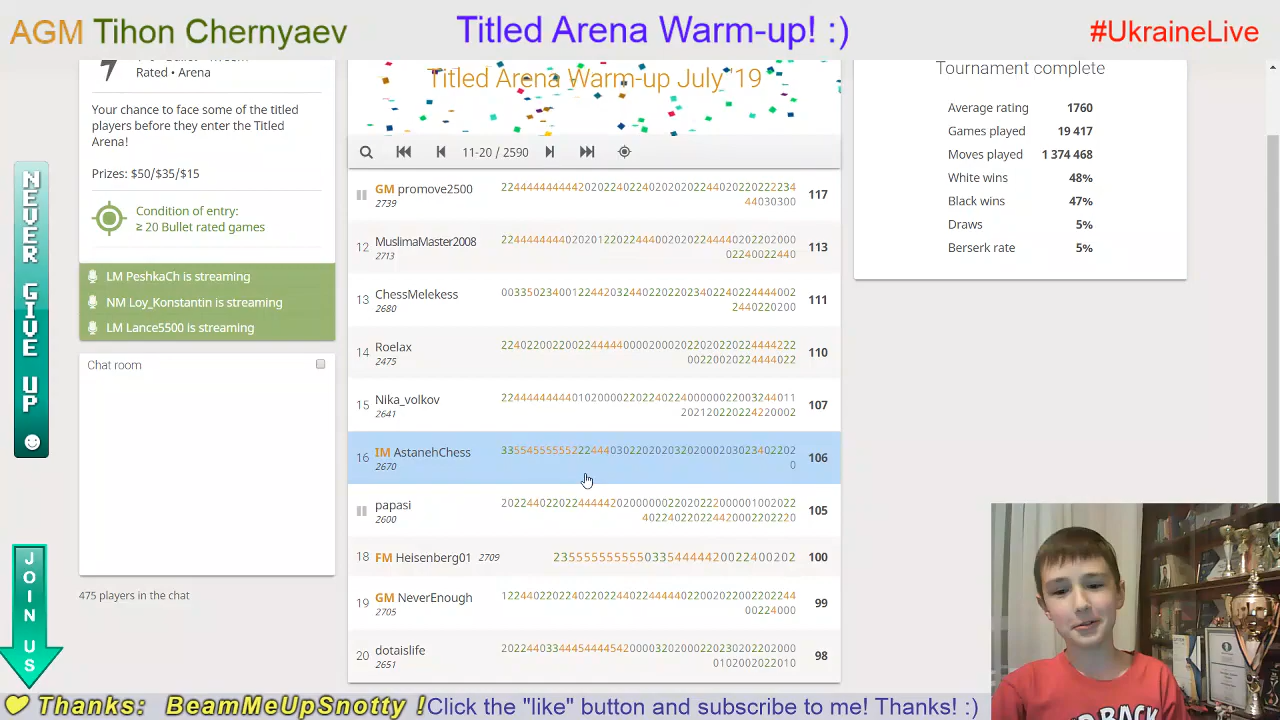 AGM Tihon Chernyaev
Titled Arena Warm-up! :)
#UkraineLive
Rated • Arena
Your chance to face some of the titled
players before they enter the Titled
Arena!
Prizes: $50/$35/$15
Condition of entry:
≥ 20 Bullet rated games
LM PeshkaCh is streaming
NM Loy_Konstantin is streaming
LM Lance5500 is streaming
Chat room
475 players in the chat
NEVER GIVE UP
JOIN US
Titled Arena Warm-up July '19
11-20 / 2590
GM promove2500
2739
117
12 MuslimaMaster2008
2713
113
13 ChessMelekess
2680
111
14 Roelax
2475
110
15 Nika_volkov
2641
107
16 IM AstanehChess
2670
106
papasi
2600
105
18 FM Heisenberg01 2709
100
19 GM NeverEnough
2705
99
20 dotaislife
2651
98
Tournament complete
Average rating 1760
Games played 19 417
Moves played 1 374 468
White wins 48%
Black wins 47%
Draws 5%
Berserk rate 5%
Thanks: BeamMeUpSnotty !
Click the "like" button and subscribe to me! Thanks! :)